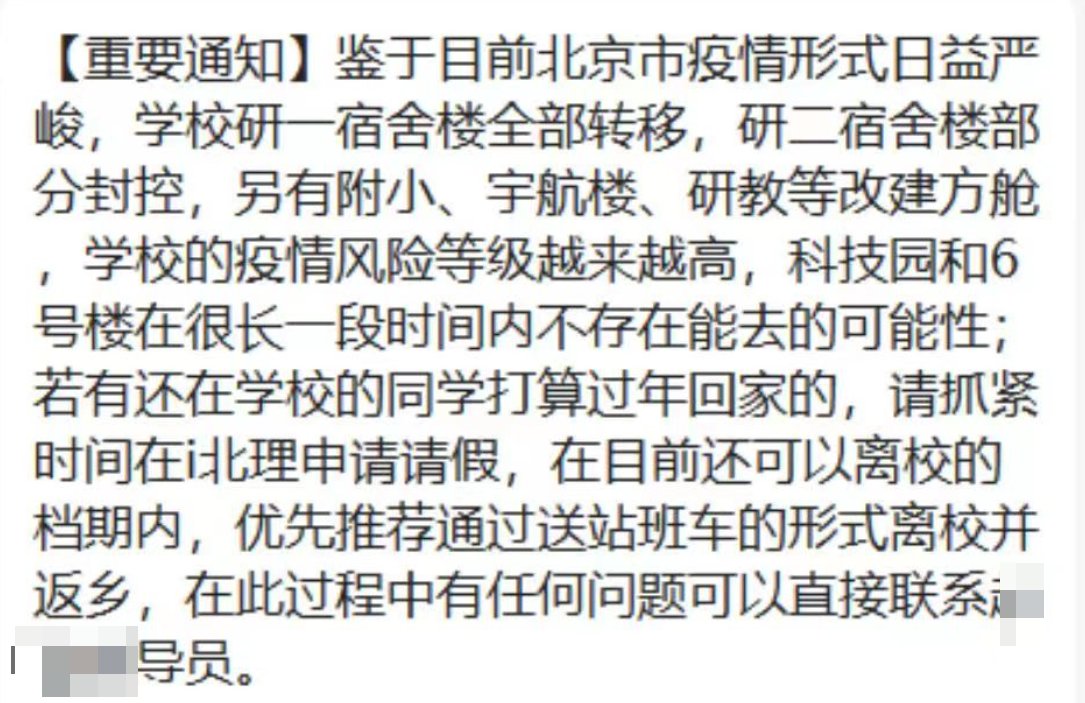 【重要通知】鉴于目前北京市疫情形式日益严
峻，学校研一宿舍楼全部转移，研二宿舍楼部
分封控，另有附小、宇航楼、研教等改建方舱
，学校的疫情风险等级越来越高，科技园和6
号楼在很长一段时间内不存在能去的可能性；
若有还在学校的同学打算过年回家的，请抓紧
时间在i北理申请请假，在目前还可以离校的
档期内，优先推荐通过送站班车的形式离校并
返乡，在此过程中有任何问题可以直接联系
导员。